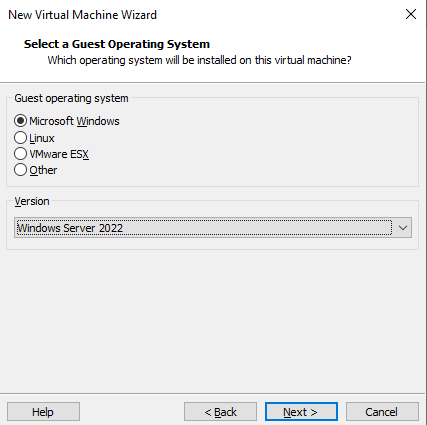 New Virtual Machine Wizard
Select a Guest Operating System
Which operating system will be installed on this virtual machine?
Guest operating system
Microsoft Windows
Linux
VMware ESX
Other
Version
Windows Server 2022
Help
< Back
Next >
Cancel